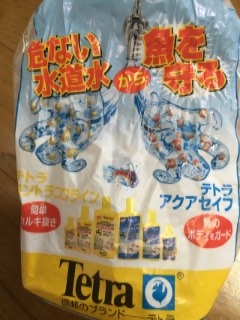 危ない
水道水から魚を守る
テトラ
コントラコロライン
簡単
カルキ抜き
テトラ
アクアセイフ
魚の
ボディをガード
Tetra
信頼のブランド テトラ